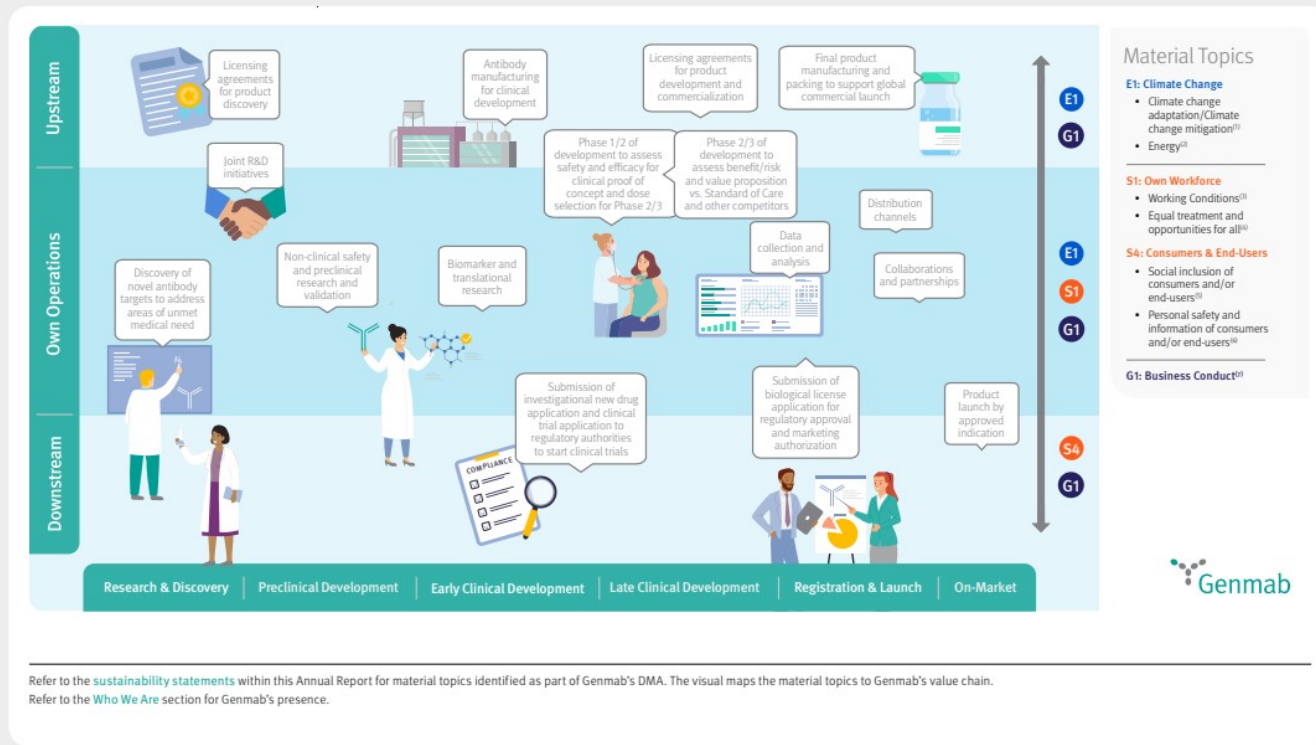 Upstream
Own Operations
Downstream
Licensing
agreements
for product
discovery
Antibody
manufacturing
for clinical
development
Licensing agreements
for product
development and
commercialization
Final product
manufacturing and
packing to support global
commercial launch
Joint R&D
initiatives
Phase 1/2 of
development to assess
safety and efficacy for
clinical proof of
concept and dose
selection for Phase 2/3
Phase 2/3 of
development to
assess benefit/risk
and value proposition
vs. Standard of Care
and other competitors
Distribution
channels
Discovery of
novel antibody
targets to address
areas of unmet
medical need
Non-clinical safety
and preclinical
research and
validation
Biomarker and
translational
research
Data
collection and
analysis
Collaborations
and partnerships
Submission of
investigational new drug
application and clinical
trial application to
regulatory authorities
to start clinical trials
Submission of
biological license
application for
regulatory approval
and marketing
authorization
Product
launch by
approved
indication
COMPLIANCE
E1
G1
E1
S1
G1
S4
G1
Research & Discovery
Preclinical Development
Early Clinical Development
Late Clinical Development
Registration & Launch
On-Market
Material Topics
E1: Climate Change
• Climate change
adaptation/Climate
change mitigation(1)
• Energy(2)
S1: Own Workforce
• Working Conditions(3)
• Equal treatment and
opportunities for all(4)
S4: Consumers & End-Users
• Social inclusion of
consumers and/or
end-users(5)
• Personal safety and
information of consumers
and/or end-users(6)
G1: Business Conduct(7)
Genmab
Refer to the sustainability statements within this Annual Report for material topics identified as part of Genmab's DMA. The visual maps the material topics to Genmab's value chain.
Refer to the Who We Are section for Genmab's presence.